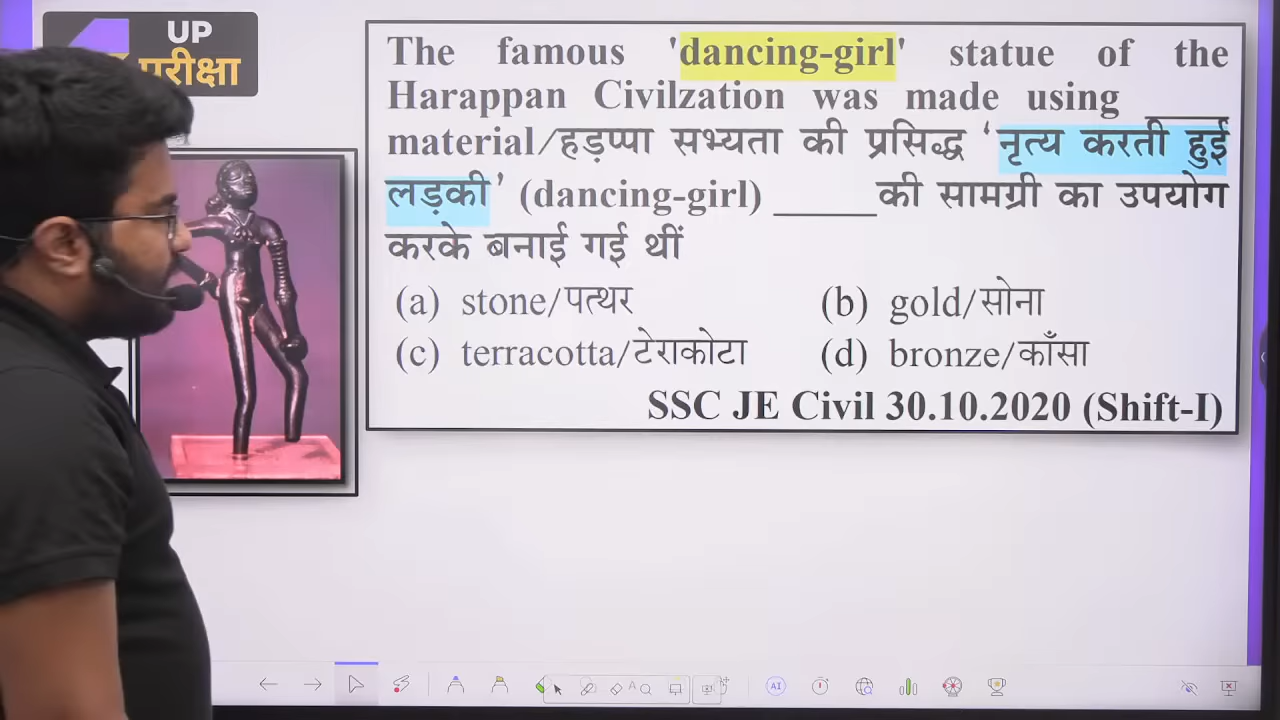 UP
परीक्षा
The famous 'dancing-girl' statue of the
Harappan Civilzation was made using ______
material/हड़प्पा सभ्यता की प्रसिद्ध ‘नृत्य करती हुई
लड़की’ (dancing-girl) ______की सामग्री का उपयोग
करके बनाई गई थीं
(a) stone/पत्थर (b) gold/सोना
(c) terracotta/टेराकोटा (d) bronze/काँसा
SSC JE Civil 30.10.2020 (Shift-I)
AI